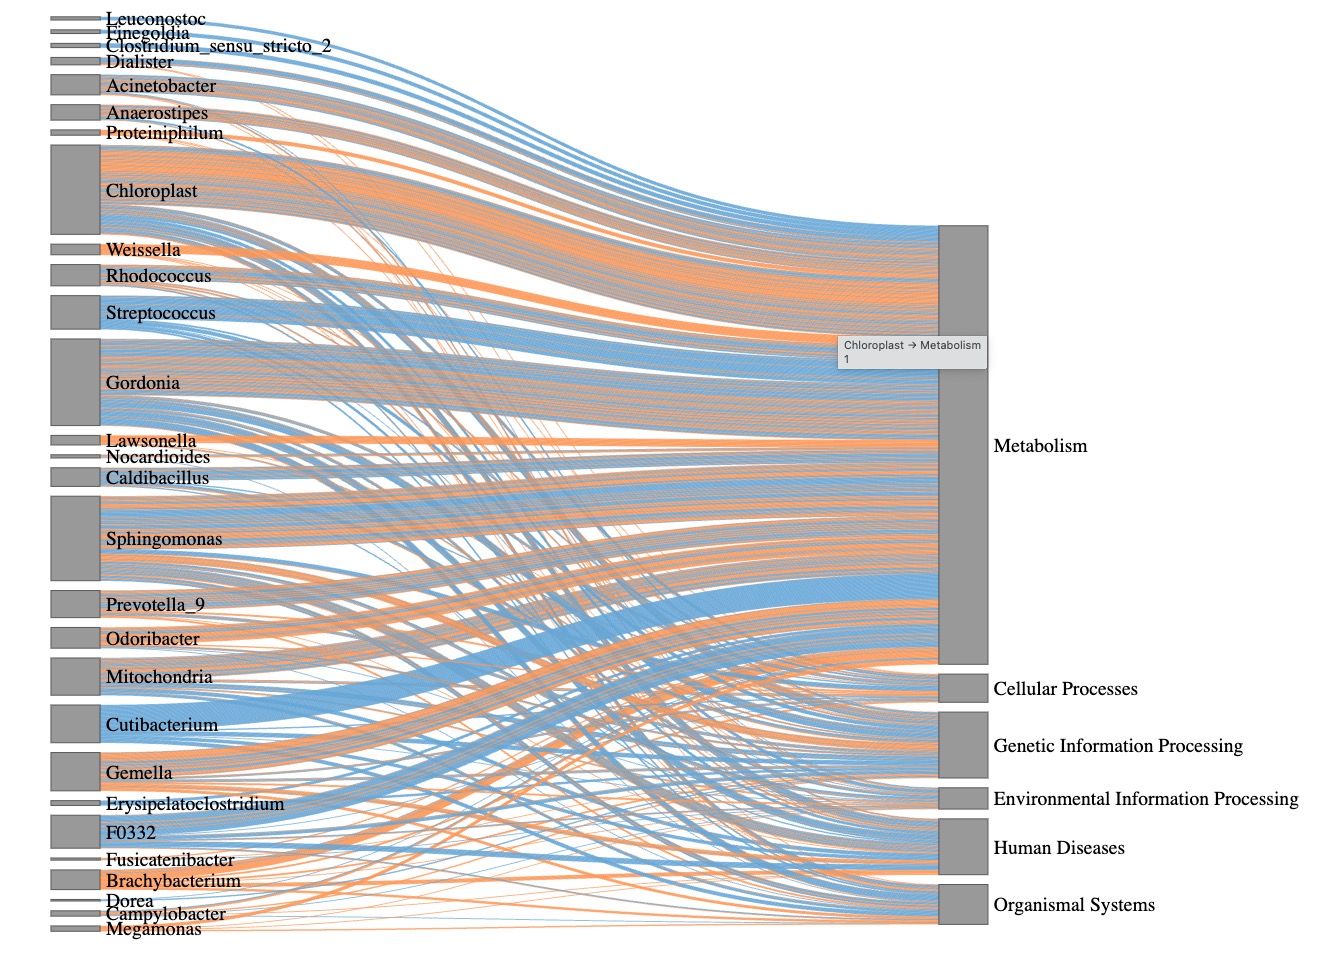 Leuconostoc
Finegoldia
Clostridium_sensu_stricto_2
Dialister
Acinetobacter
Anaerostipes
Proteiniphilum
Chloroplast
Weissella
Rhodococcus
Streptococcus
Gordonia
Lawsonella
Nocardioides
Caldibacillus
Sphingomonas
Prevotella_9
Odoribacter
Mitochondria
Cutibacterium
Gemella
Erysipelatoclostridium
F0332
Fusicatenibacter
Brachybacterium
Dorea
Campylobacter
Megamonas
Chloroplast → Metabolism
1
Metabolism
Cellular Processes
Genetic Information Processing
Environmental Information Processing
Human Diseases
Organismal Systems